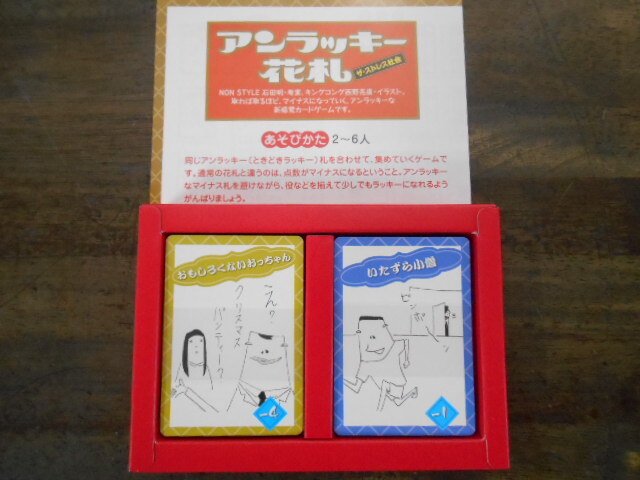 アンラッキー
花札
ザ・ストレス社会
NON STYLE 石田明・考案、キングコング西野亮廣・イラスト。
取れば取るほど、マイナスになっていく、アンラッキーな
新感覚カードゲームです。
あそびかた 2〜6人
同じアンラッキー（ときどきラッキー）札を合わせて、集めていくゲームで
す。通常の花札と違うのは、点数がマイナスになるということ。アンラッキー
なマイナス札を避けながら、役などを揃えて少しでもラッキーになれるよう
がんばりましょう。
おもしろくないおっちゃん
こんや、
クリスマス
パンティー？
-4
いたずら小僧
ピンポーン
-1